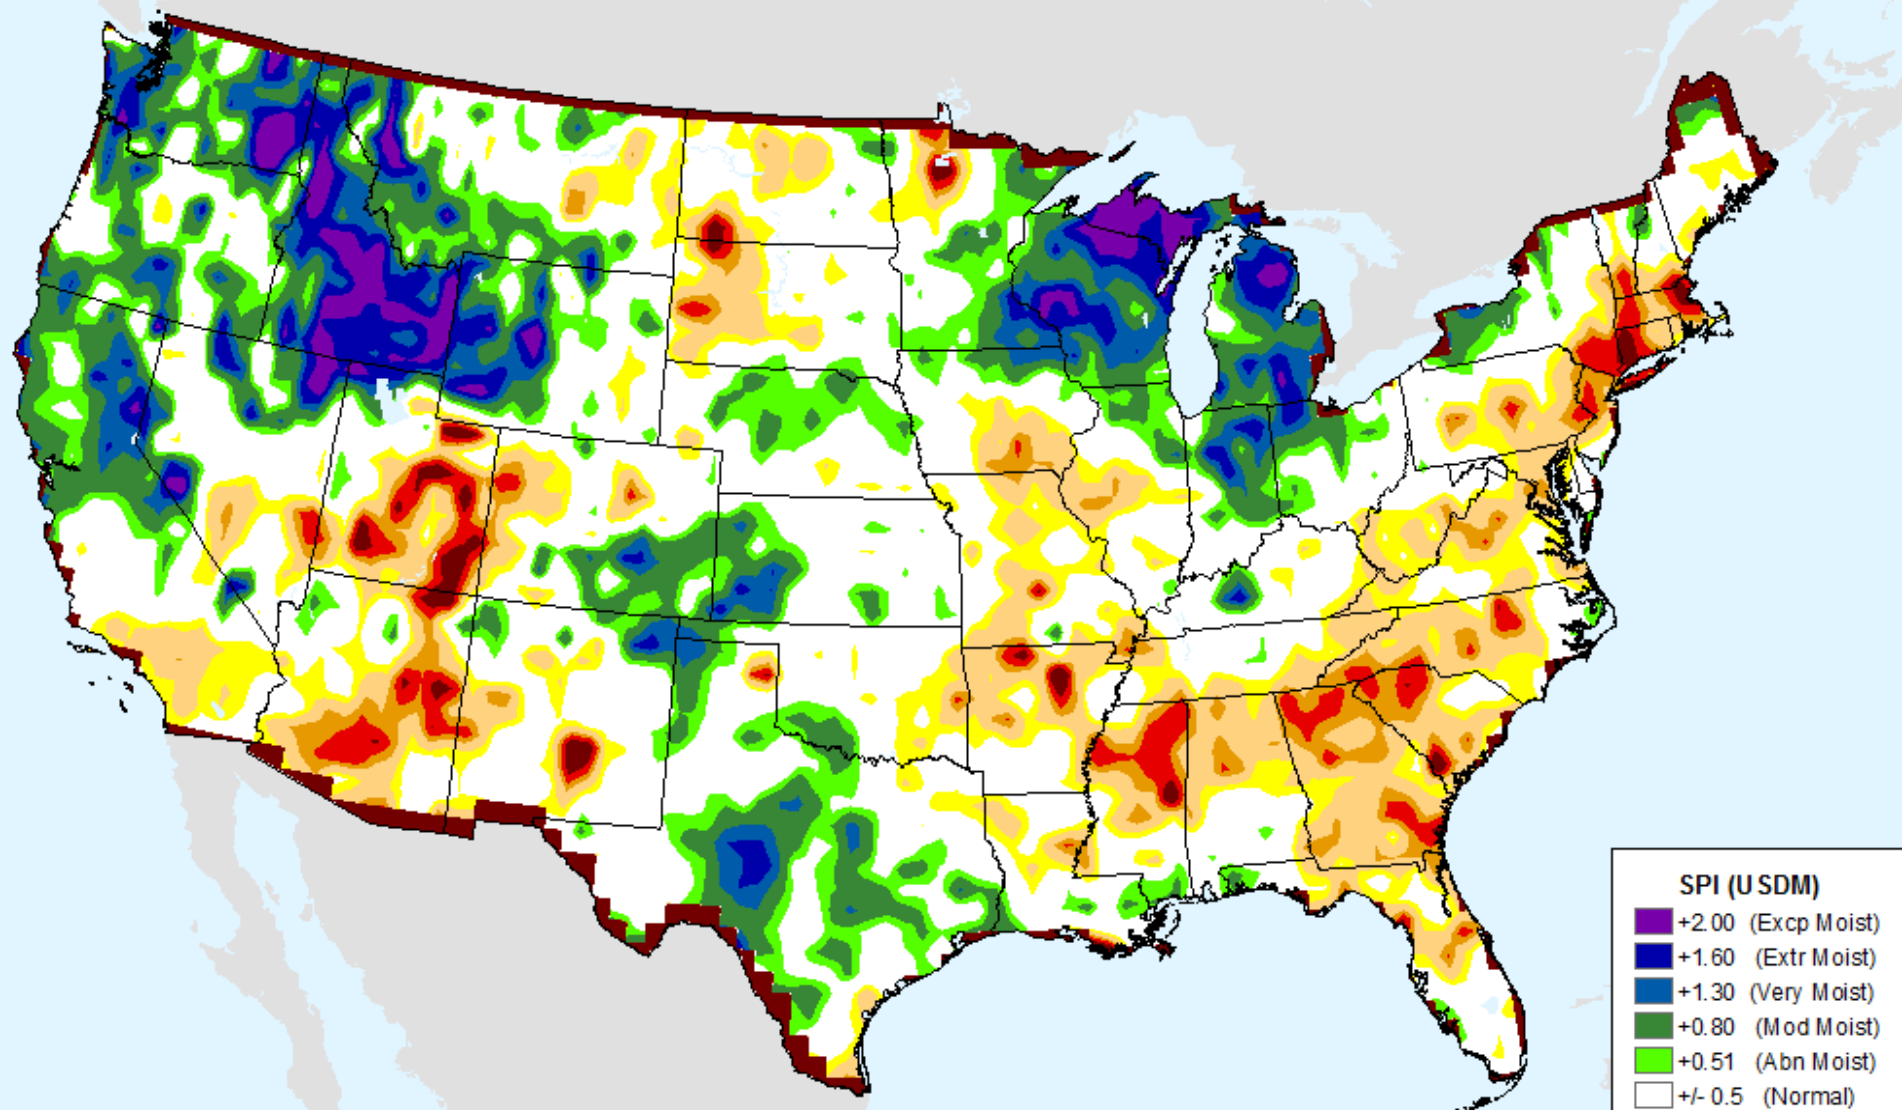 SPI (USDM)
+2.00 (Excp Moist)
+1.60 (Extr Moist)
+1.30 (Very Moist)
+0.80 (Mod Moist)
+0.51 (Abn Moist)
+/- 0.5 (Normal)